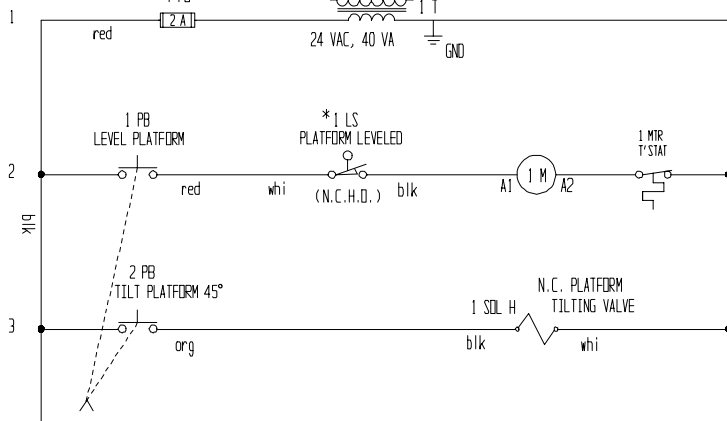 1 T
1
2 A
red
24 VAC, 40 VA
GND
1 PB
LEVEL PLATFORM
*1 LS
PLATFORM LEVELED
1 MTR
T'STAT
2
red
whi
(N.C.H.O.)
blk
A1
1 M
A2
blk
2 PB
TILT PLATFORM 45°
N.C. PLATFORM
TILTING VALVE
1 SOL H
3
org
blk
whi